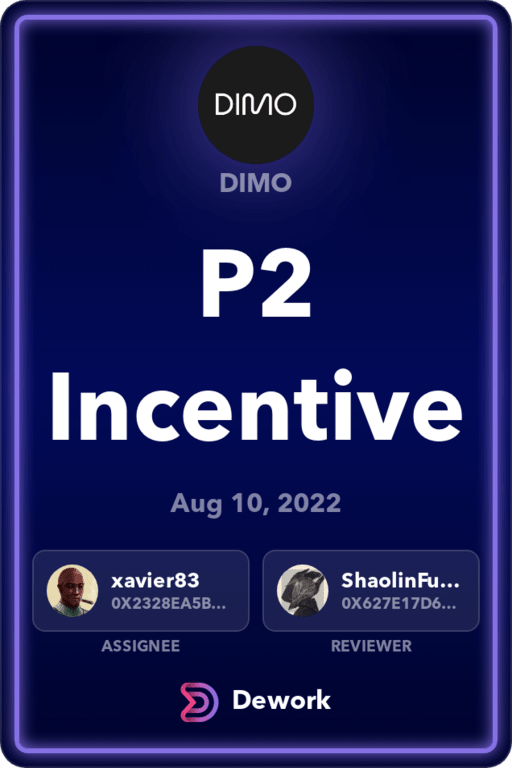 DIMO
DIMO
P2
Incentive
Aug 10, 2022
xavier83
0X2328EA5B...
ShaolinFu...
0X627E17D6...
ASSIGNEE
REVIEWER
Dework